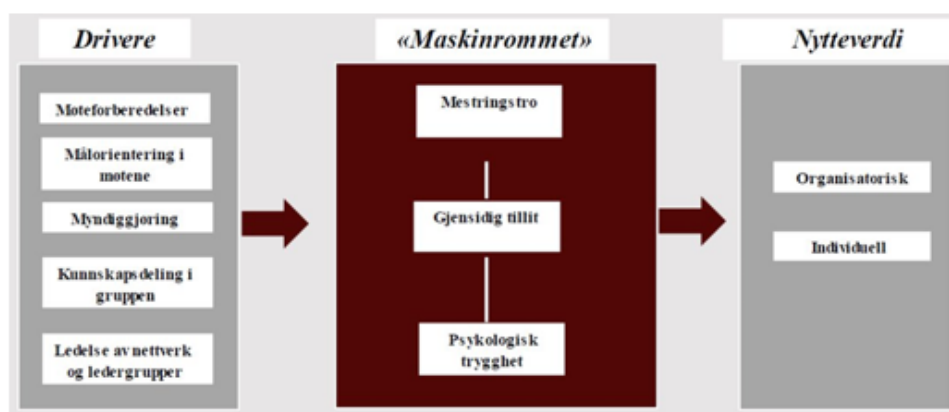 Drivere
Møteforberedelser
Målorientering i
møtene
Myndiggjøring
Kunnskapsdeling i
gruppen
Ledelse av nettverk
og ledergrupper
«Maskinrommet»
Mestringstro
Gjensidig tillit
Psykologisk
trygghet
Nytteverdi
Organisatorisk
Individuell